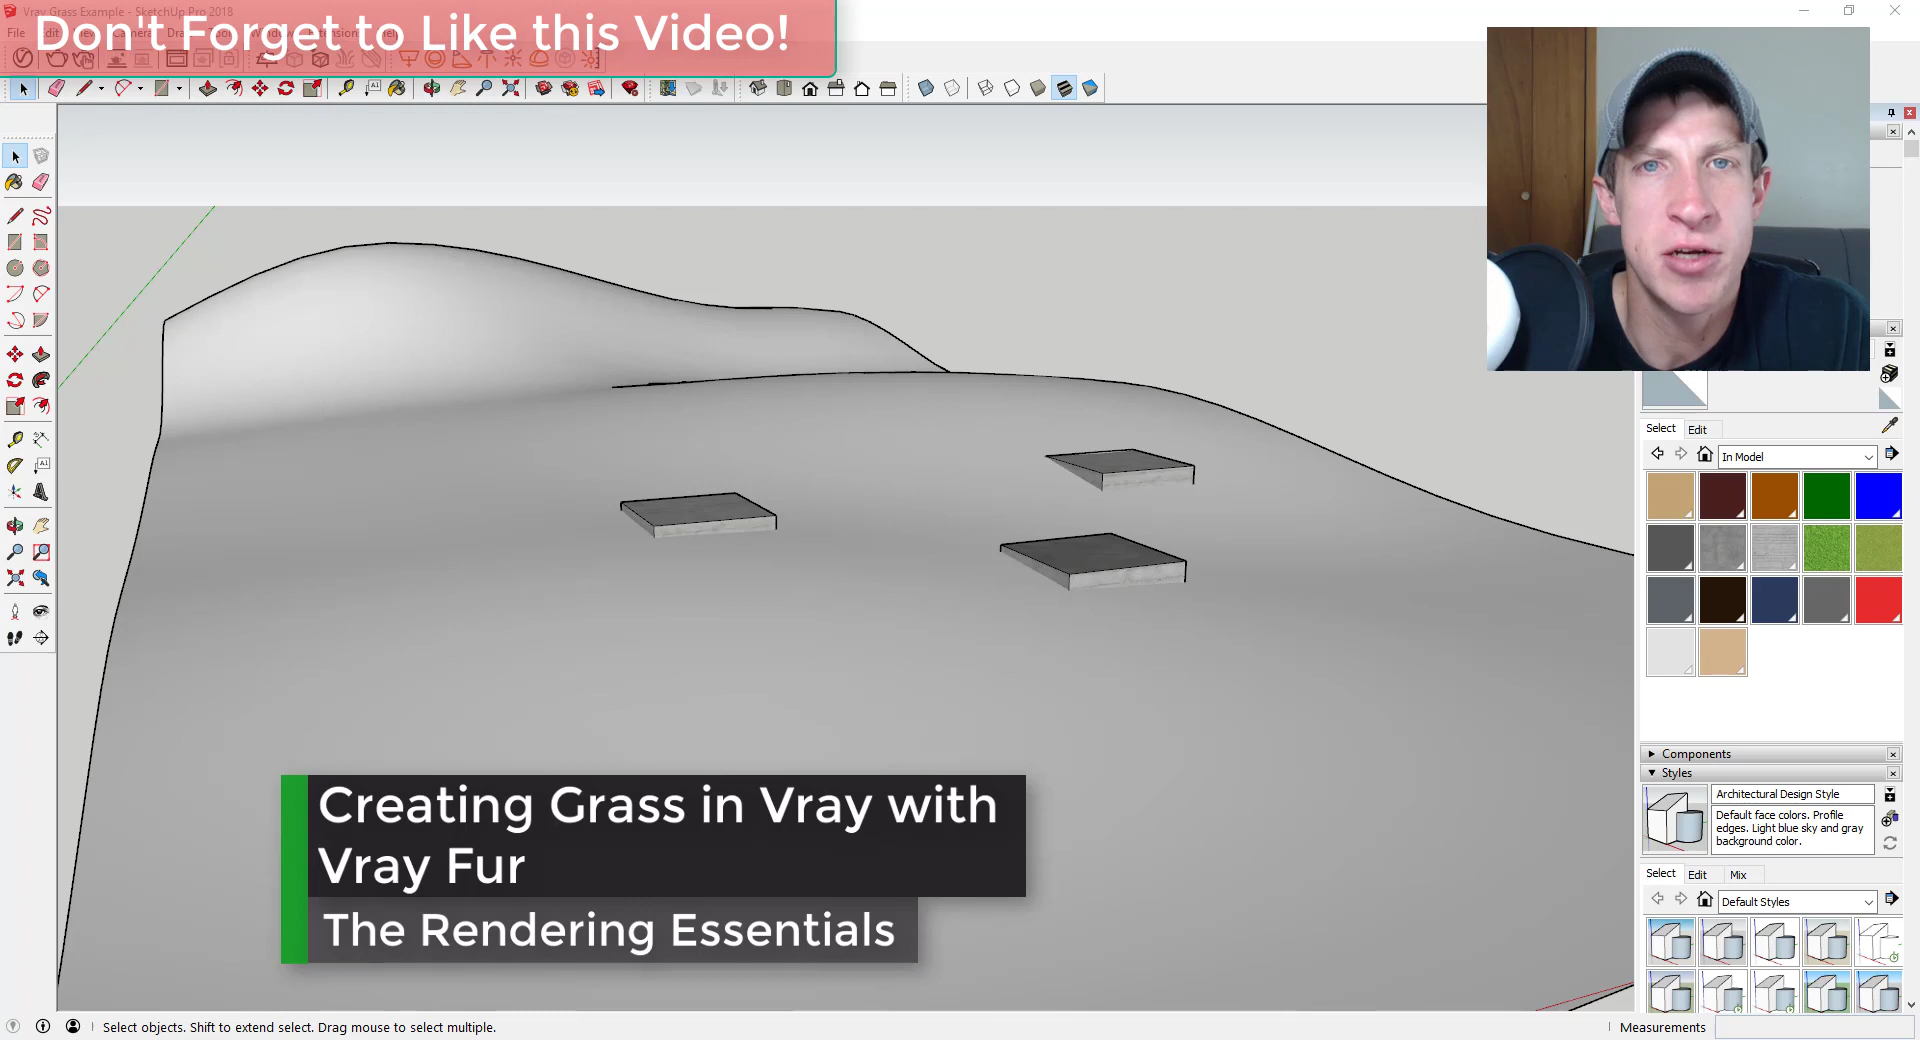 Vray Grass Example - SketchUp Pro 2018
Don't Forget to Like this Video!
File
Select Edit
In Model
Components
Styles
Architectural Design Style
Default face colors. Profile
edges. Light blue sky and gray
background color.
Select Edit Mix
Default Styles
Creating Grass in Vray with
Vray Fur
The Rendering Essentials
Select objects. Shift to extend select. Drag mouse to select multiple.
Measurements